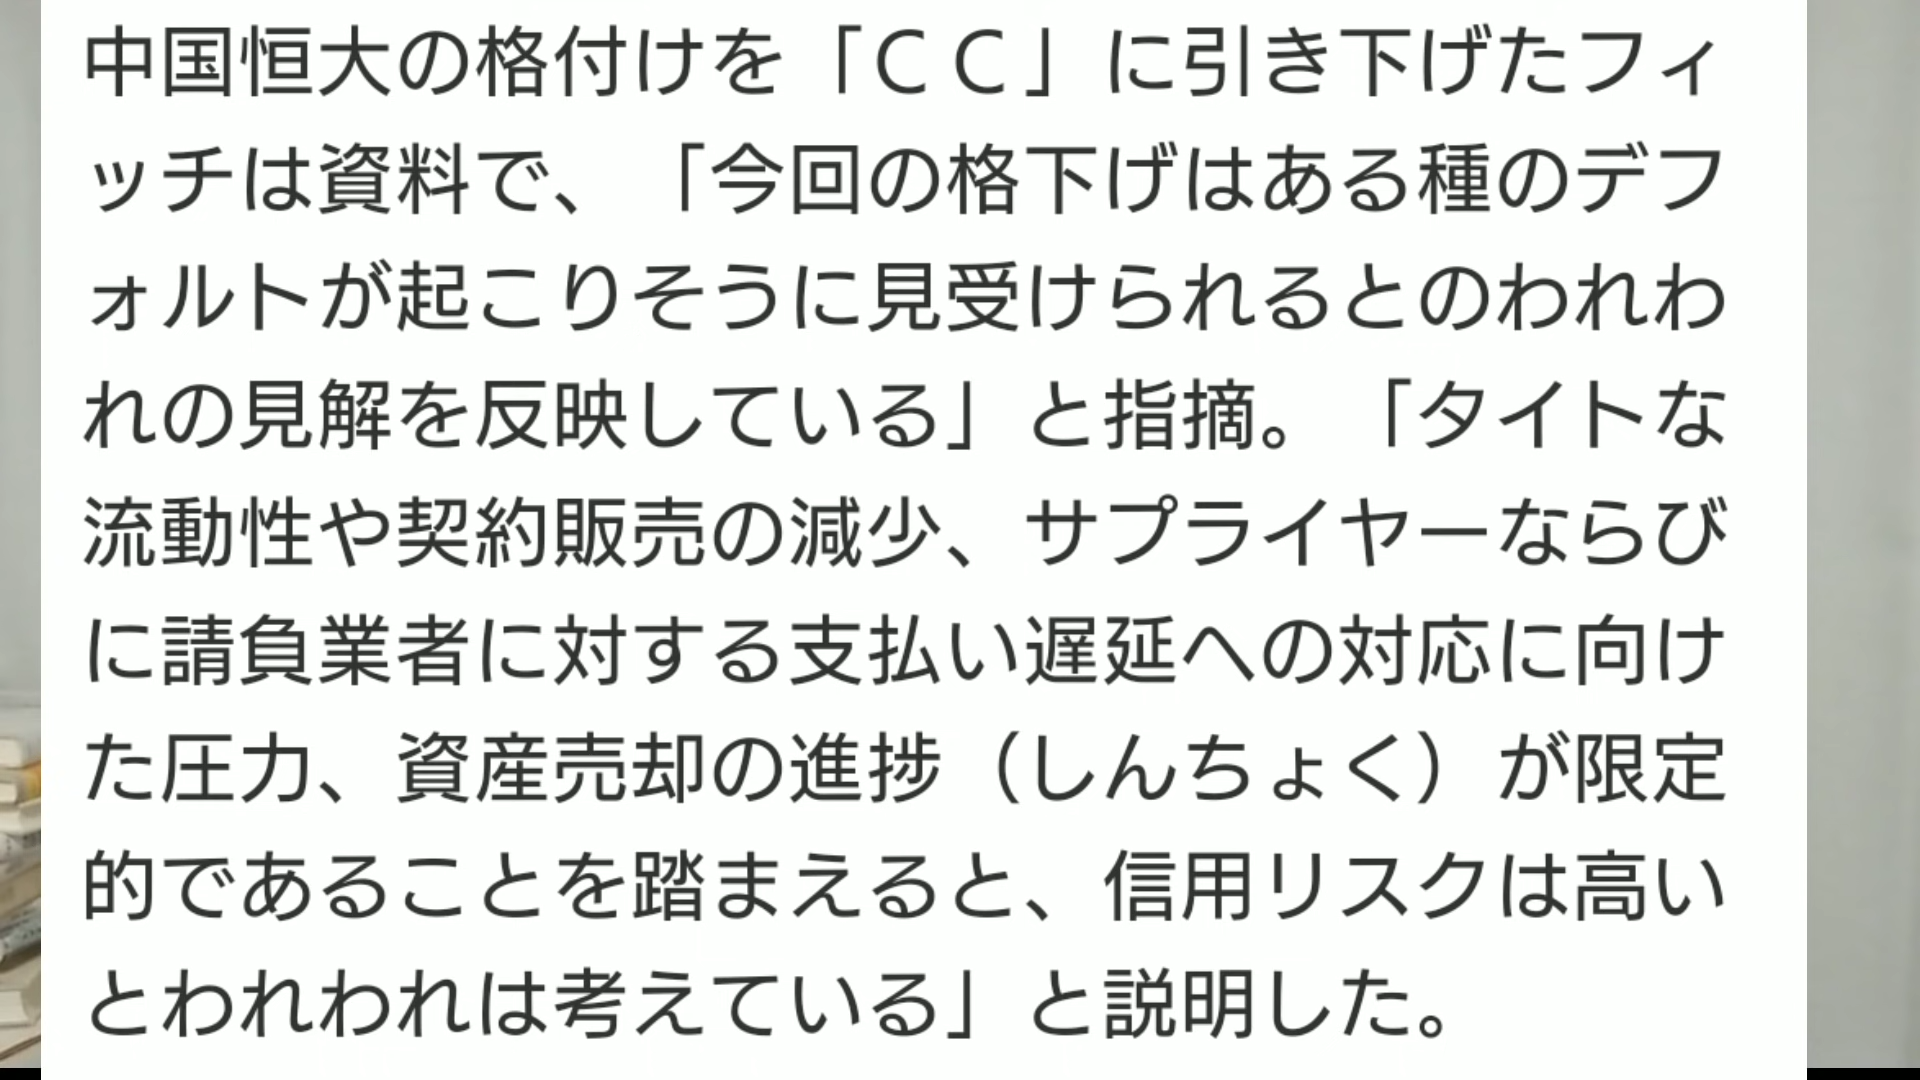 中国恒大の格付けを「ＣＣ」に引き下げたフィ
ッチは資料で、「今回の格下げはある種のデフ
ォルトが起こりそうに見受けられるとのわれわ
れの見解を反映している」と指摘。「タイトな
流動性や契約販売の減少、サプライヤーならび
に請負業者に対する支払い遅延への対応に向け
た圧力、資産売却の進捗（しんちょく）が限定
的であることを踏まえると、信用リスクは高い
とわれわれは考えている」と説明した。